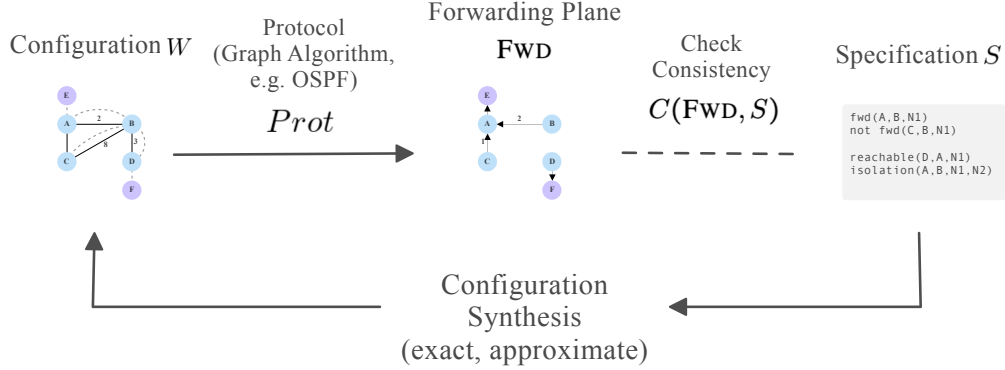 Configuration W
Protocol
(Graph Algorithm,
e.g. OSPF)
Prot
Forwarding Plane
FWD
Check
Consistency
C(FWD, S)
Specification S
E
A
2
B
C
8
3
D
F
E
A
2
B
1
C
D
F
fwd(A,B,N1)
not fwd(C,B,N1)
reachable(D,A,N1)
isolation(A,B,N1,N2)
Configuration
Synthesis
(exact, approximate)